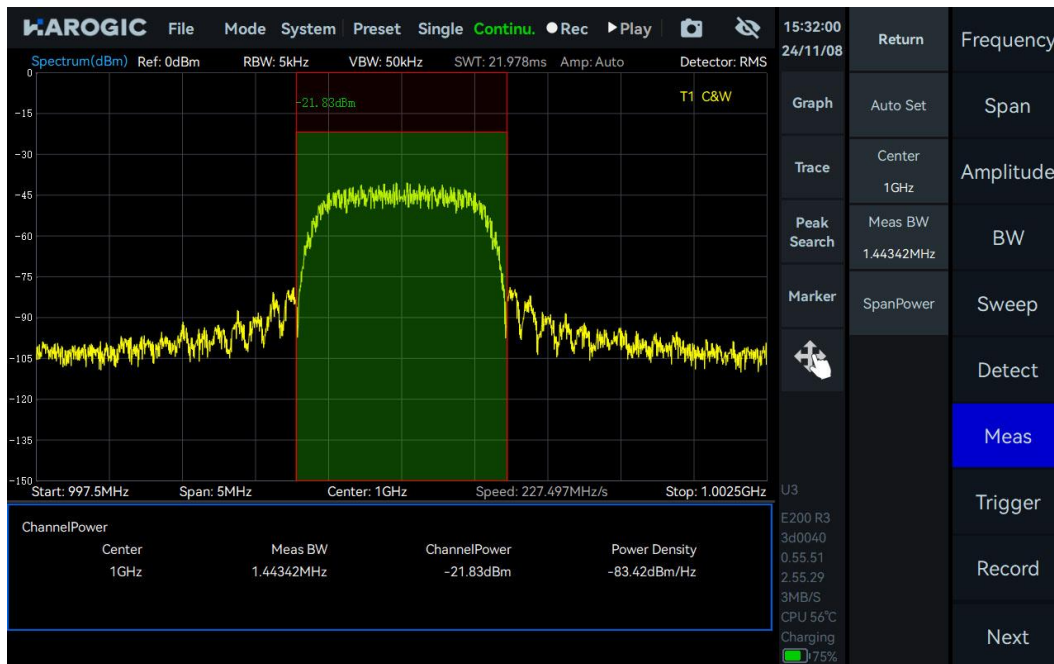 HAROGIC File Mode System Preset Single Continu. Rec Play
15:32:00
24/11/08
Spectrum(dBm) Ref: 0dBm RBW: 5kHz VBW: 50kHz SWT: 21.978ms Amp: Auto Detector: RMS
T1 C&W
-21.83dBm
0
-15
-30
-45
-60
-75
-90
-105
-120
-135
-150
Start: 997.5MHz Span: 5MHz Center: 1GHz Speed: 227.497MHz/s Stop: 1.0025GHz
ChannelPower
Center Meas BW ChannelPower Power Density
1GHz 1.44342MHz -21.83dBm -83.42dBm/Hz
Graph
Trace
Peak
Search
Marker
U3
E200 R3
3d0040
0.55.51
2.55.29
3MB/S
CPU 56℃
Charging
75%
Return
Auto Set
Center
1GHz
Meas BW
1.44342MHz
SpanPower
Frequency
Span
Amplitude
BW
Sweep
Detect
Meas
Trigger
Record
Next